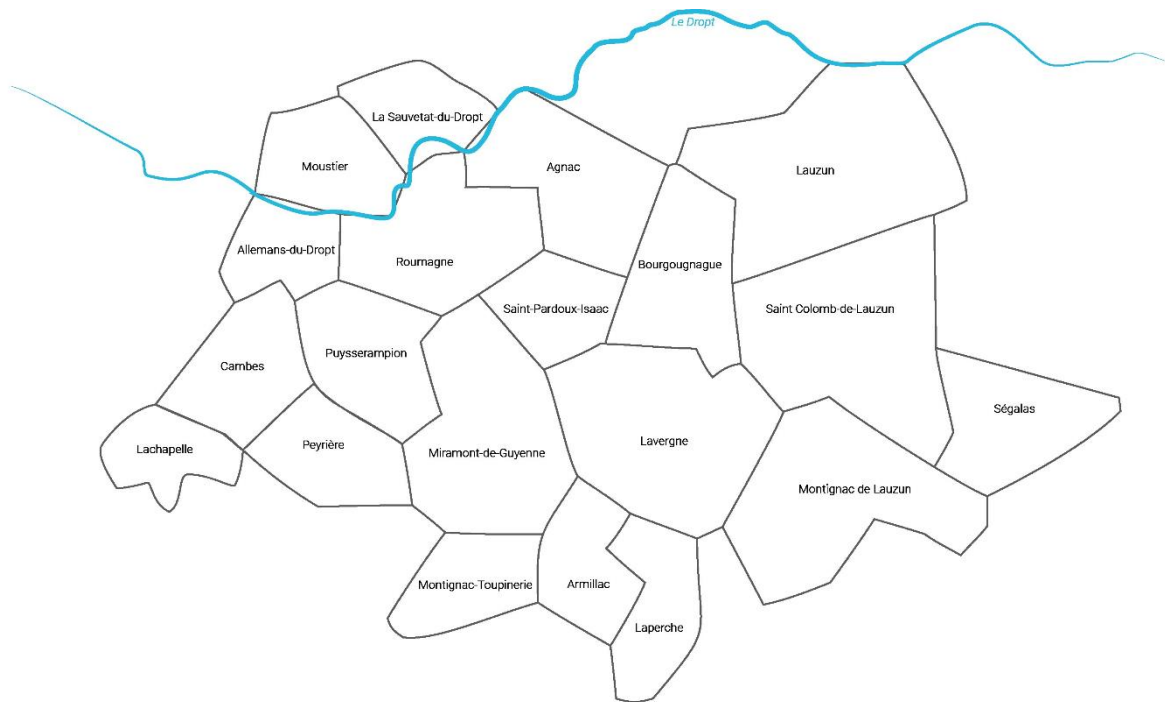 Le Dropt
La Sauvetat-du-Dropt
Moustier
Agnac
Lauzun
Allemans-du-Dropt
Roumagne
Bourgougnague
Saint-Pardoux-Isaac
Saint Colomb-de-Lauzun
Puysserampion
Cambes
Ségalas
Lachapelle
Peyrière
Miramont-de-Guyenne
Lavergne
Montignac de Lauzun
Montignac-Toupinerie
Armillac
Laperche